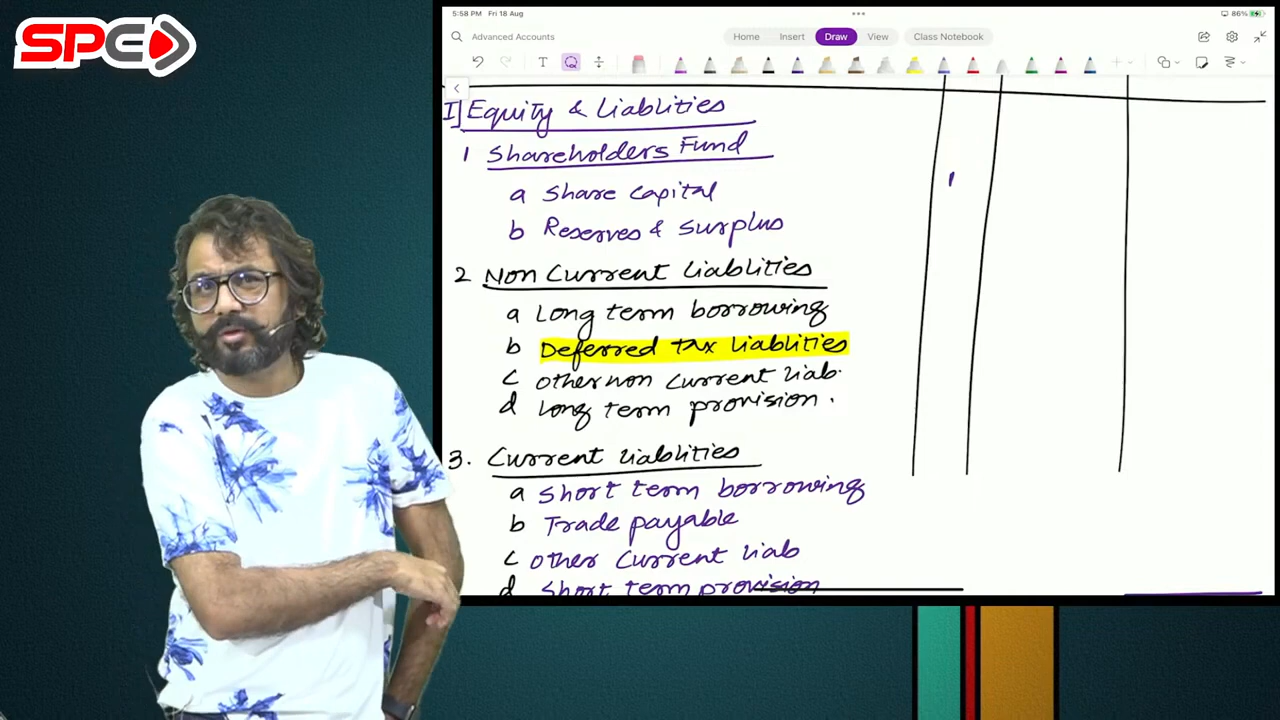 SPE
5:58 PM Fri 18 Aug
86%
Advanced Accounts
Home Insert Draw View Class Notebook
I] Equity & Liablities
1 Shareholders Fund
a Share Capital
1
b Reserves & Surplus
2 Non Current Liablities
a Long term borrowing
b Deferred tax Liablities
c other non Current liab.
d Long term provision.
3. Current Liablities
a Short term borrowing
b Trade payable
c other Current Liab
d Short term provision